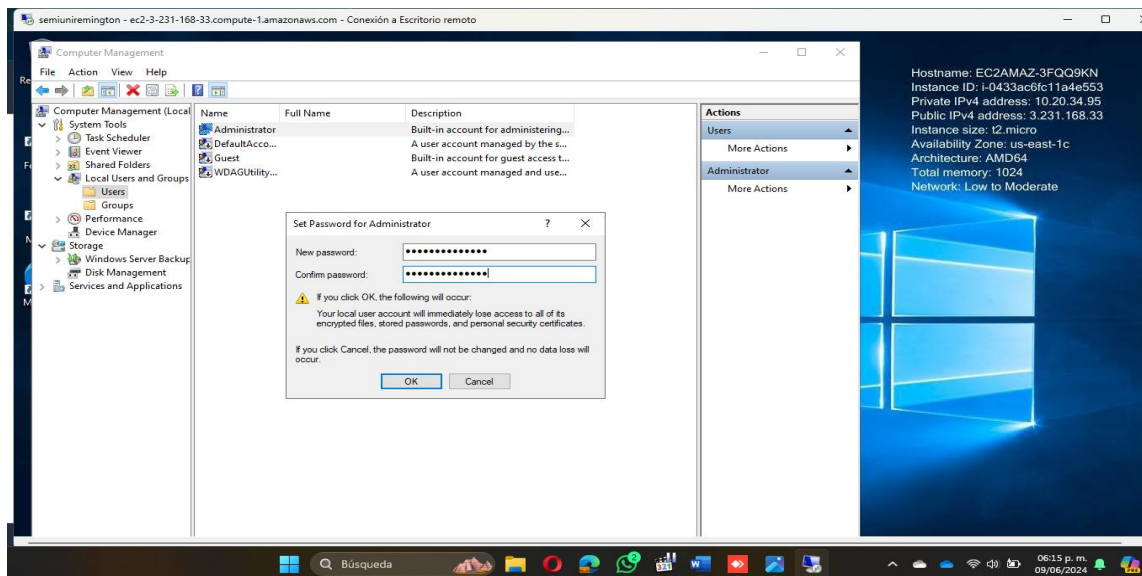 semiuniremington - ec2-3-231-168-33.compute-1.amazonaws.com - Conexión a Escritorio remoto
Computer Management
File Action View Help
Computer Management (Local
System Tools
Task Scheduler
Event Viewer
Shared Folders
Local Users and Groups
Users
Groups
Performance
Device Manager
Storage
Windows Server Backup
Disk Management
Services and Applications
Name Full Name Description
Administrator Built-in account for administering...
DefaultAcco... A user account managed by the s...
Guest Built-in account for guest access t...
WDAGUtility... A user account managed and use...
Actions
Users
More Actions
Administrator
More Actions
Set Password for Administrator
New password: ••••••••••••••
Confirm password: ••••••••••••••
If you click OK, the following will occur:
Your local user account will immediately lose access to all of its
encrypted files, stored passwords, and personal security certificates.
If you click Cancel, the password will not be changed and no data loss will
occur.
OK Cancel
Hostname: EC2AMAZ-3FQQ9KN
Instance ID: i-0433ac6fc11a4e553
Private IPv4 address: 10.20.34.95
Public IPv4 address: 3.231.168.33
Instance size: t2.micro
Availability Zone: us-east-1c
Architecture: AMD64
Total memory: 1024
Network: Low to Moderate
Búsqueda
06:15 p. m.
09/06/2024